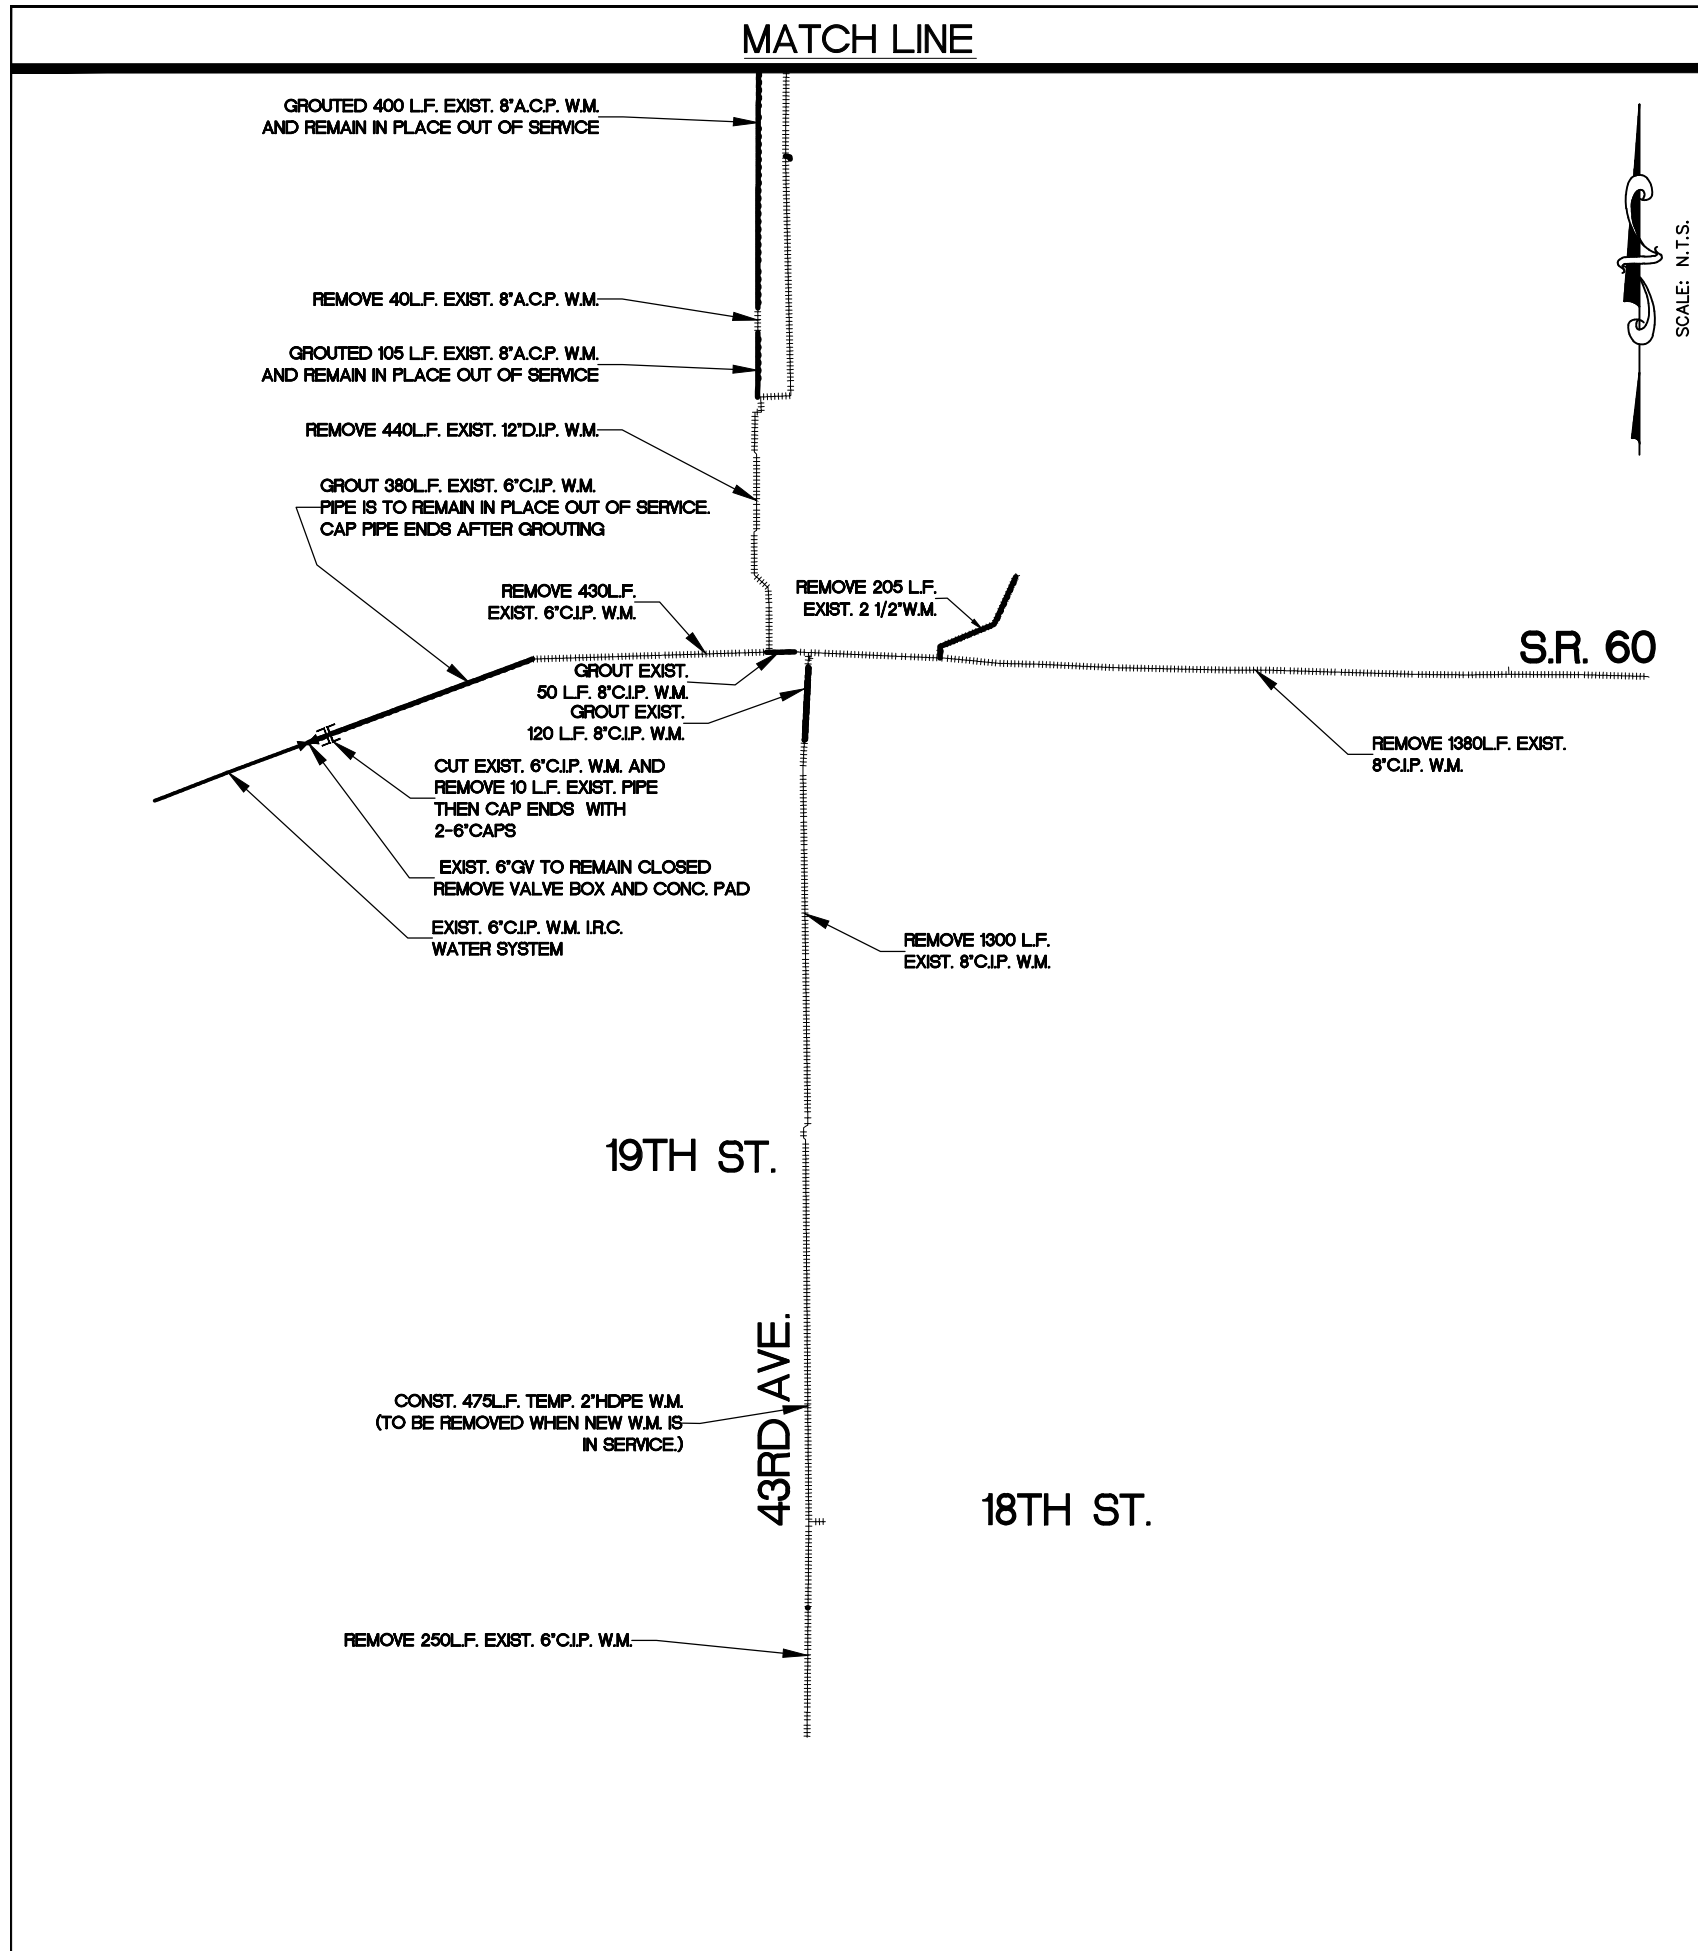 MATCH LINE
GROUTED 400 L.F. EXIST. 8"A.C.P. W.M.
AND REMAIN IN PLACE OUT OF SERVICE
SCALE: N.T.S.
REMOVE 40L.F. EXIST. 8"A.C.P. W.M.
GROUTED 105 L.F. EXIST. 8"A.C.P. W.M.
AND REMAIN IN PLACE OUT OF SERVICE
REMOVE 440L.F. EXIST. 12"D.I.P. W.M.
GROUT 380L.F. EXIST. 6"C.I.P. W.M.
PIPE IS TO REMAIN IN PLACE OUT OF SERVICE.
CAP PIPE ENDS AFTER GROUTING
REMOVE 430L.F.
EXIST. 6"C.I.P. W.M.
REMOVE 205 L.F.
EXIST. 2 1/2"W.M.
S.R. 60
GROUT EXIST.
50 L.F. 8"C.I.P. W.M.
GROUT EXIST.
120 L.F. 8"C.I.P. W.M.
REMOVE 1380L.F. EXIST.
8"C.I.P. W.M.
CUT EXIST. 6"C.I.P. W.M. AND
REMOVE 10 L.F. EXIST. PIPE
THEN CAP ENDS WITH
2-6"CAPS
EXIST. 6"GV TO REMAIN CLOSED
REMOVE VALVE BOX AND CONC. PAD
EXIST. 6"C.I.P. W.M. I.R.C.
WATER SYSTEM
REMOVE 1300 L.F.
EXIST. 8"C.I.P. W.M.
19TH ST.
43RD AVE.
CONST. 475L.F. TEMP. 2"HDPE W.M.
(TO BE REMOVED WHEN NEW W.M. IS
IN SERVICE.)
18TH ST.
REMOVE 250L.F. EXIST. 6"C.I.P. W.M.